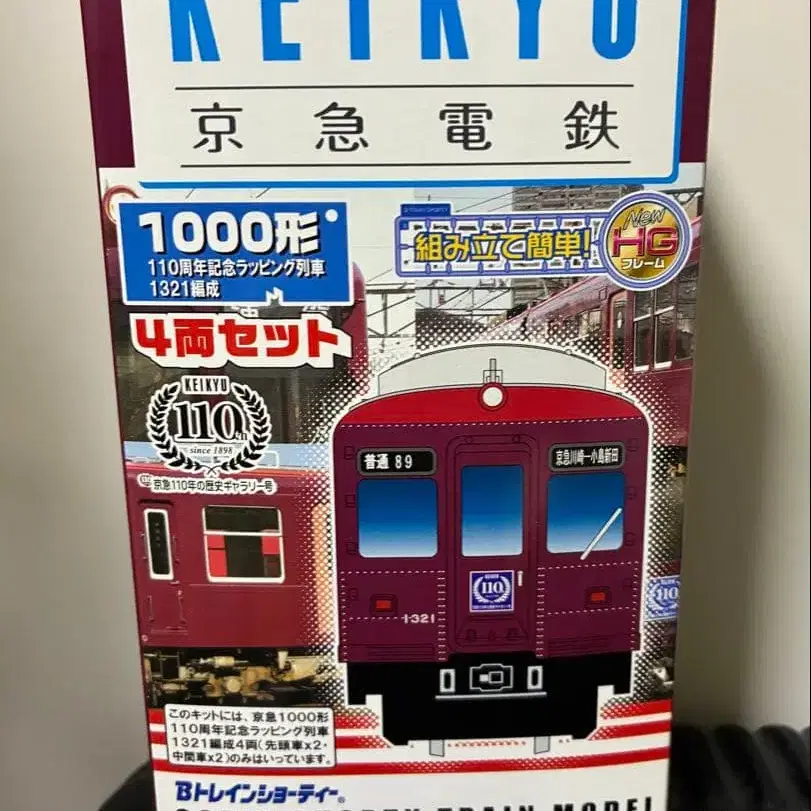 KEIKYU
京急電鉄
1000形
110周年記念ラッピング列車
1321編成
組み立て簡単!
New
HG
フレーム
4両セット
KEIKYU
110th
since 1898
京急110年の歴史ギャラリー号
普通 89
京急川崎―小島新田
110
1321
110
このキットには、京急1000形
110周年記念ラッピング列車
1321編成4両(先頭車x2・
中間車x2)のみはいっています。
Bトレインショーティー®